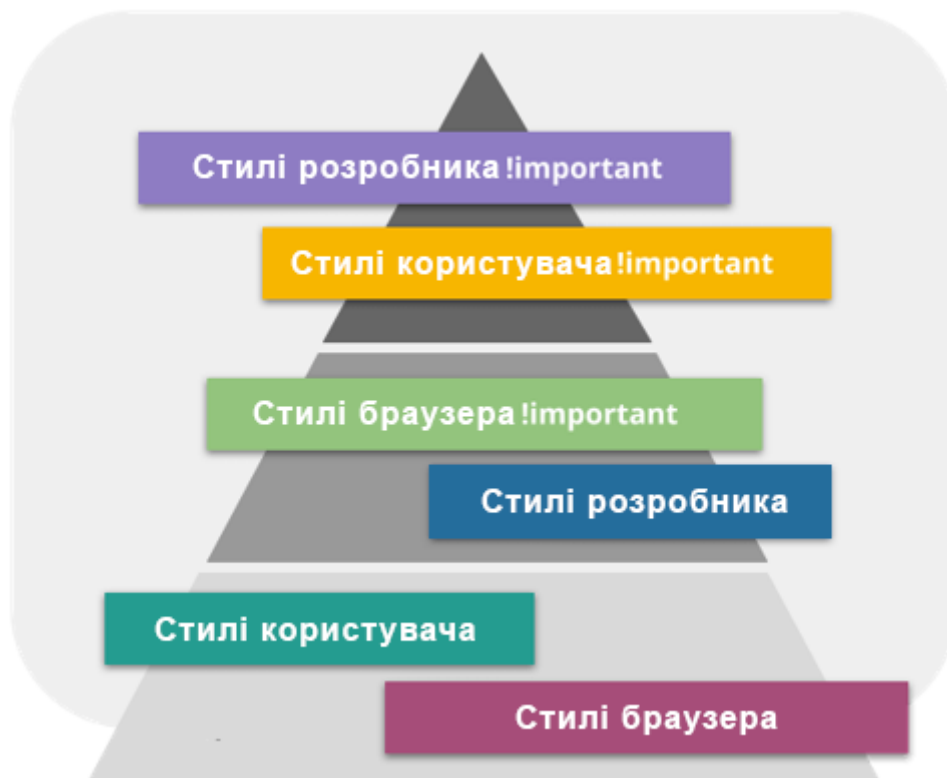 Стилі розробника !important
Стилі користувача !important
Стилі браузера !important
Стилі розробника
Стилі користувача
Стилі браузера